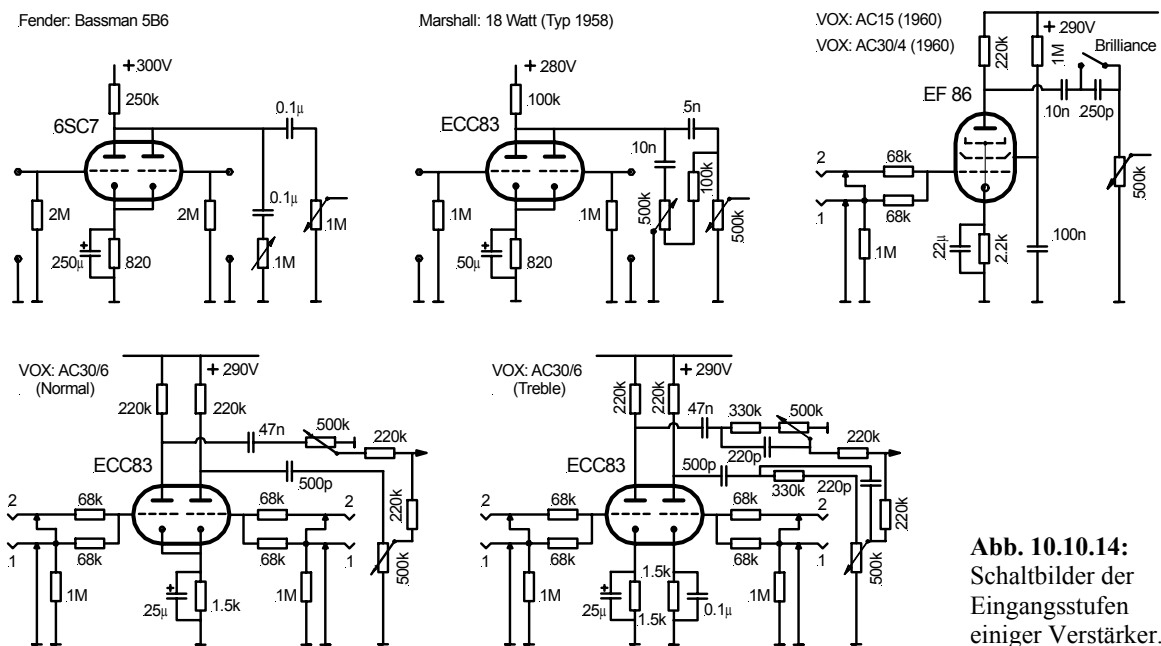 Fender: Bassman 5B6
+300V
250k
0.1µ
6SC7
2M
2M
0.1µ
1M
1M
250µ
820
Marshall: 18 Watt (Typ 1958)
+280V
100k
5n
ECC83
10n
100k
500k
500k
1M
1M
50µ
820
VOX: AC15 (1960)
VOX: AC30/4 (1960)
+290V
220k
1M
Brilliance
EF 86
10n
250p
2
68k
1
68k
500k
1M
22µ
2.2k
100n
VOX: AC30/6
(Normal)
+290V
220k
220k
47n
500k
220k
ECC83
500p
220k
2
68k
68k
2
1
68k
68k
1
500k
1M
25µ
1.5k
1M
VOX: AC30/6
(Treble)
+290V
220k
220k
47n
330k
500k
220k
220p
ECC83
500p
330k
220p
220k
2
68k
68k
2
1
68k
68k
1
500k
1M
25µ
1.5k
1.5k
0.1µ
1M
Abb. 10.10.14:
Schaltbilder der
Eingangsstufen
einiger Verstärker.